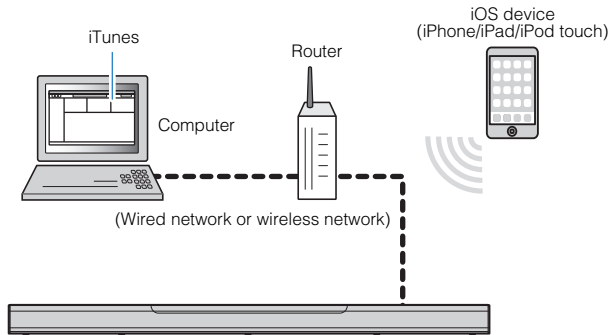 iTunes
Computer
Router
iOS device
(iPhone/iPad/iPod touch)
(Wired network or wireless network)